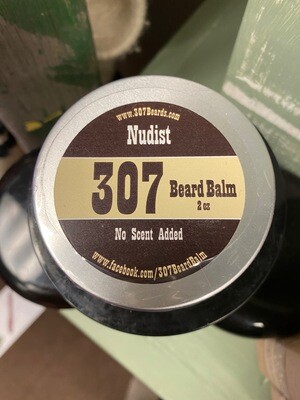 www.307Beards.com
Nudist
307 Beard Balm
2 oz
No Scent Added
www.facebook.com/307BeardBalm